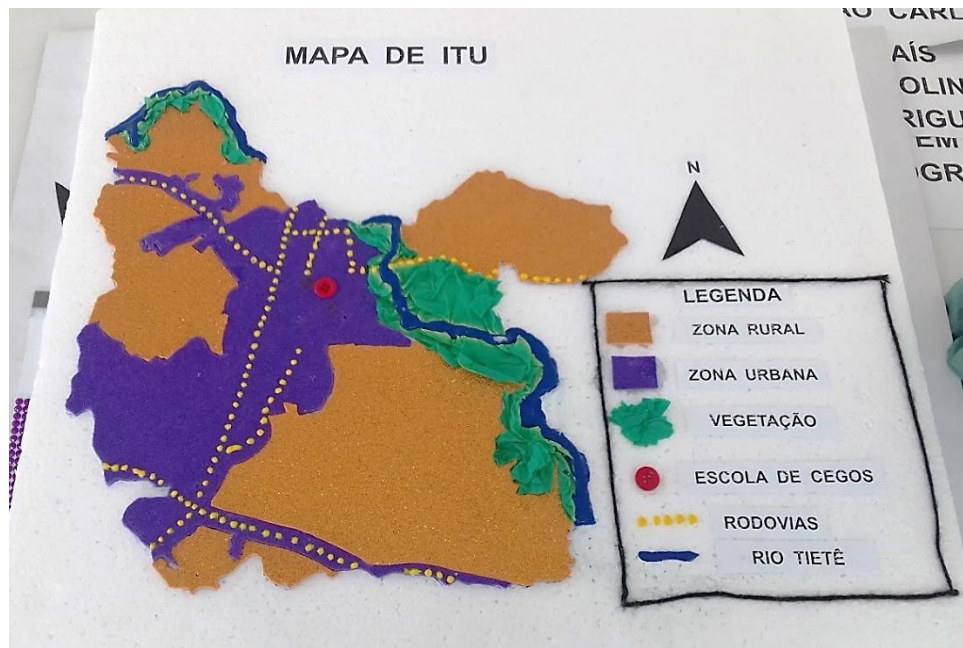 MAPA DE ITU
N
LEGENDA
ZONA RURAL
ZONA URBANA
VEGETAÇÃO
ESCOLA DE CEGOS
RODOVIAS
RIO TIETÊ